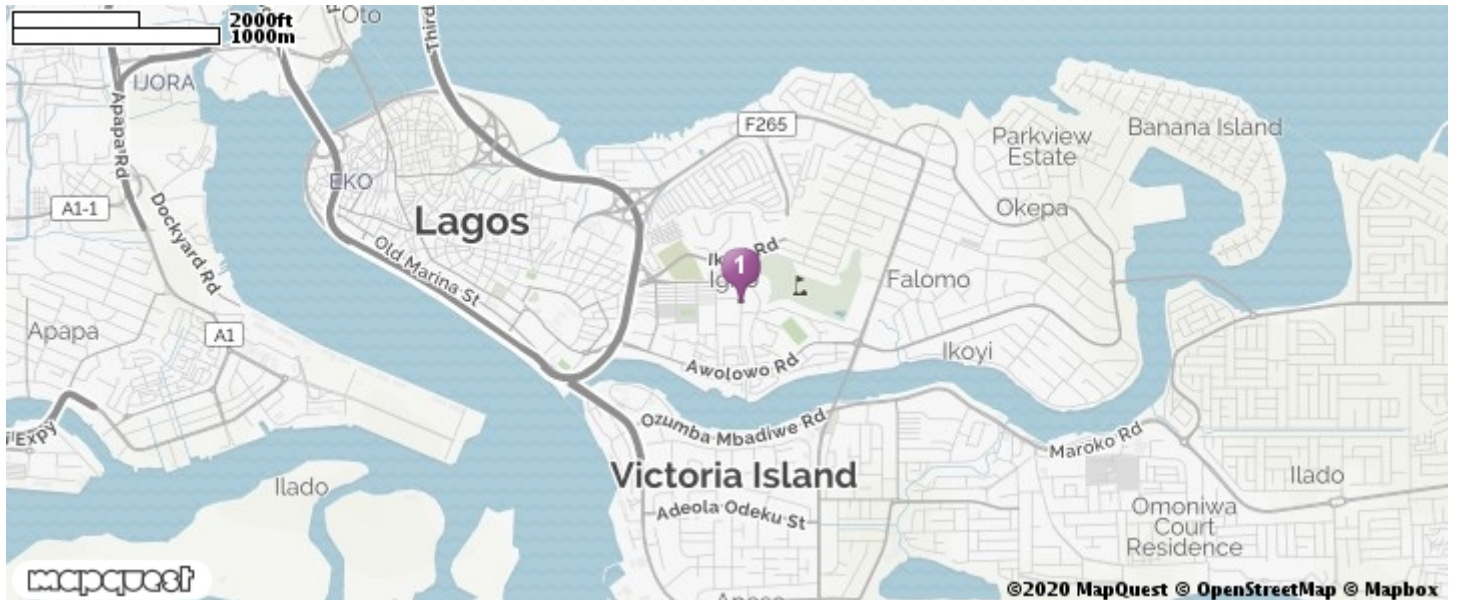 2000ft
1000m
Oto
Third
IJORA
Apapa Rd
F265
Parkview
Estate
Banana Island
EKO
A1-1
Dockyard Rd
Lagos
Okepa
Old Marina St
Rd
1
Falomo
Apapa
A1
Awolowo Rd
Ikoyi
Ozumba Mbadiwe Rd
Expy
Maroko Rd
Victoria Island
Ilado
Ilado
Adeola Odeku St
Omoniwa
Court
Residence
mapquest
©2020 MapQuest © OpenStreetMap © Mapbox